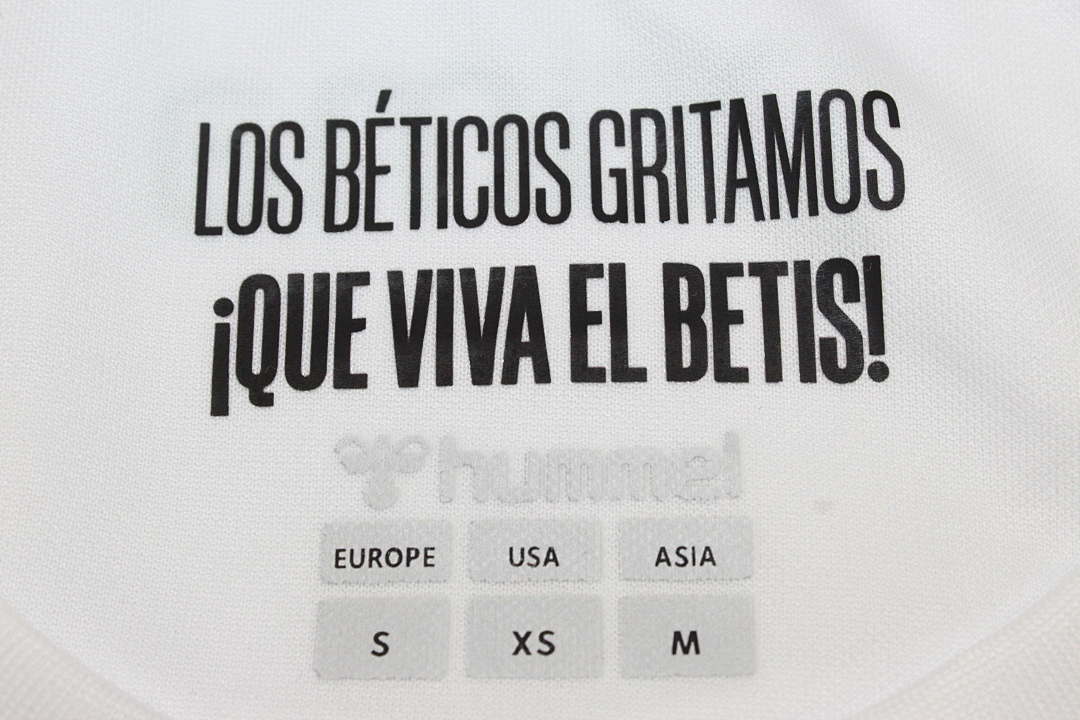 LOS BÉTICOS GRITAMOS
¡QUE VIVA EL BETIS!
hummel
EUROPE USA ASIA
S XS M